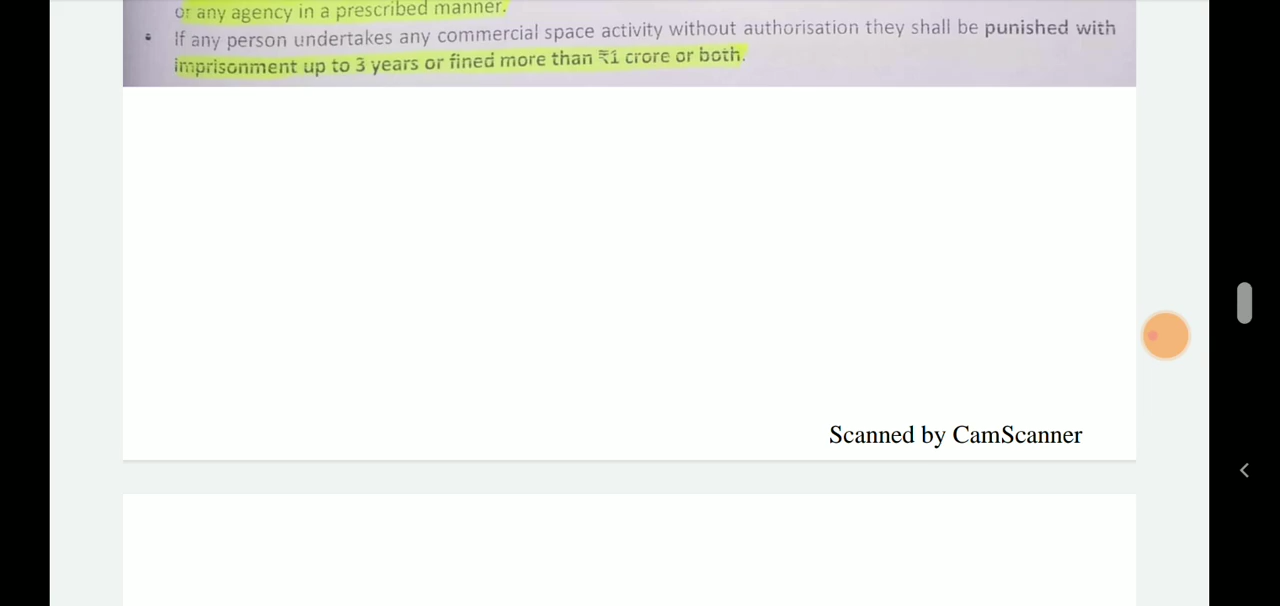 or any agency in a prescribed manner.
• If any person undertakes any commercial space activity without authorisation they shall be punished with
imprisonment up to 3 years or fined more than ₹1 crore or both.
Scanned by CamScanner